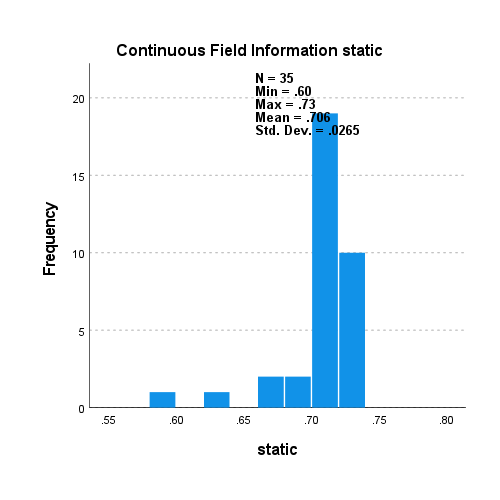 Continuous Field Information static
N = 35
Min = .60
Max = .73
Mean = .706
Std. Dev. = .0265
20
15
10
5
0
Frequency
.55 .60 .65 .70 .75 .80
static